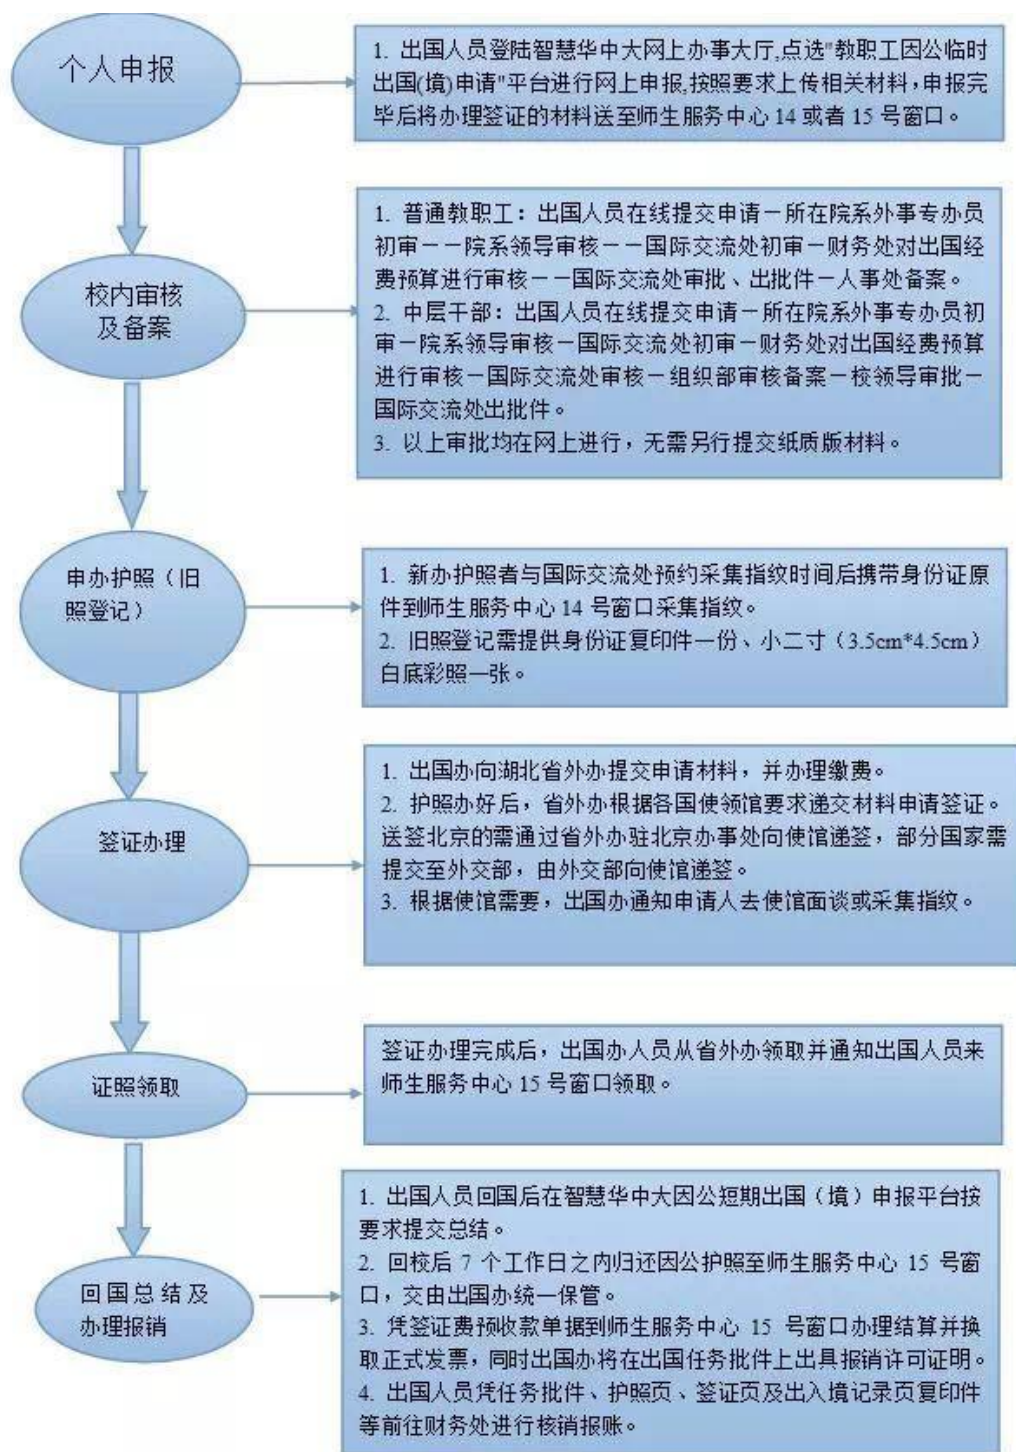 个人申报
1. 出国人员登陆智慧华中大网上办事大厅,点选"教职工因公临时
出国(境)申请"平台进行网上申报,按照要求上传相关材料，申报完
毕后将办理签证的材料送至师生服务中心 14 或者 15 号窗口。
校内审核
及备案
1. 普通教职工：出国人员在线提交申请－所在院系外事专办员
初审－－院系领导审核－－国际交流处初审－财务处对出国经
费预算进行审核－－国际交流处审批、出批件－人事处备案。
2. 中层干部：出国人员在线提交申请－所在院系外事专办员初
审－院系领导审核－国际交流处初审－财务处对出国经费预算
进行审核－国际交流处审核－组织部审核备案－校领导审批－
国际交流处出批件。
3. 以上审批均在网上进行，无需另行提交纸质版材料。
申办护照（旧
照登记）
1. 新办护照者与国际交流处预约采集指纹时间后携带身份证原
件到师生服务中心 14 号窗口采集指纹。
2. 旧照登记需提供身份证复印件一份、小二寸（3.5cm*4.5cm）
白底彩照一张。
签证办理
1. 出国办向湖北省外办提交申请材料，并办理缴费。
2. 护照办好后，省外办根据各国使领馆要求递交材料申请签证。
送签北京的需通过省外办驻北京办事处向使馆递签，部分国家需
提交至外交部，由外交部向使馆递签。
3. 根据使馆需要，出国办通知申请人去使馆面谈或采集指纹。
证照领取
签证办理完成后，出国办人员从省外办领取并通知出国人员来
师生服务中心 15 号窗口领取。
回国总结及
办理报销
1. 出国人员回国后在智慧华中大因公短期出国（境）申报平台按
要求提交总结。
2. 回校后 7 个工作日之内归还因公护照至师生服务中心 15 号窗
口，交由出国办统一保管。
3. 凭签证费预收款单据到师生服务中心 15 号窗口办理结算并换
取正式发票，同时出国办将在出国任务批件上出具报销许可证明。
4. 出国人员凭任务批件、护照页、签证页及出入境记录页复印件
等前往财务处进行核销报账。